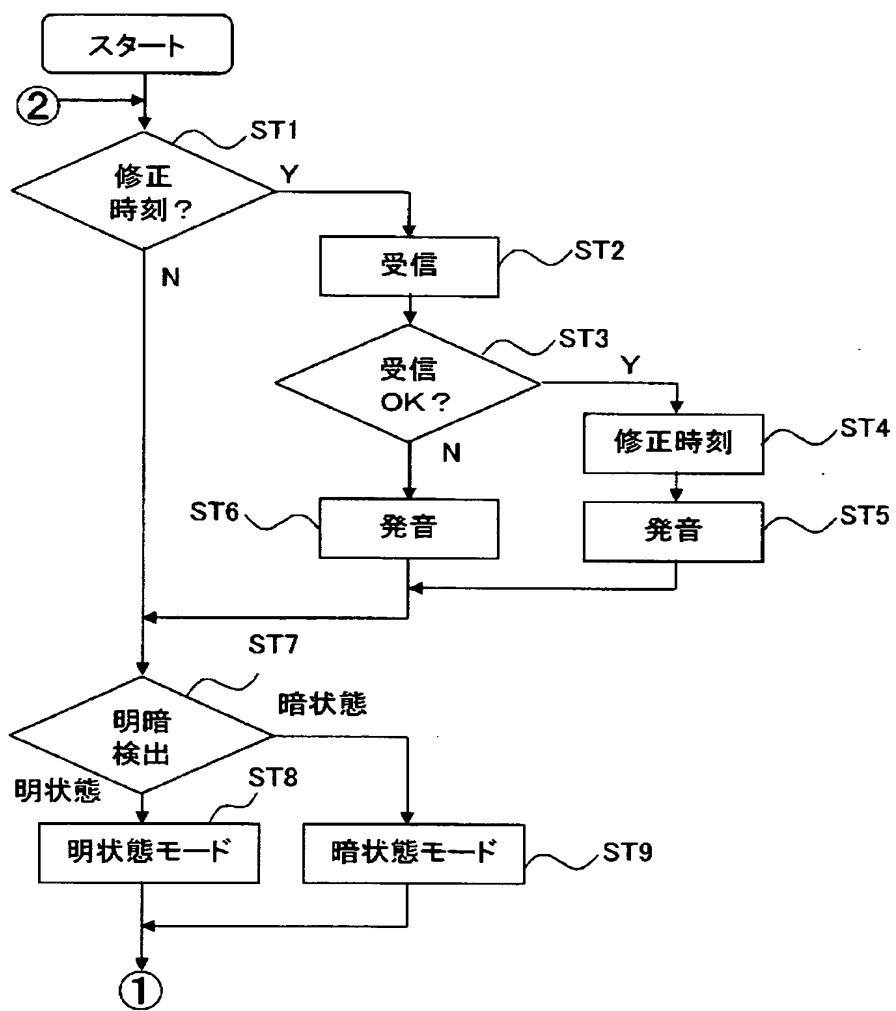 スタート
②
ST1
修正
時刻?
Y
N
受信
ST2
ST3
受信
OK?
Y
N
修正時刻
ST4
ST6
発音
発音
ST5
ST7
明暗
検出
暗状態
明状態
ST8
明状態モード
暗状態モード
ST9
①